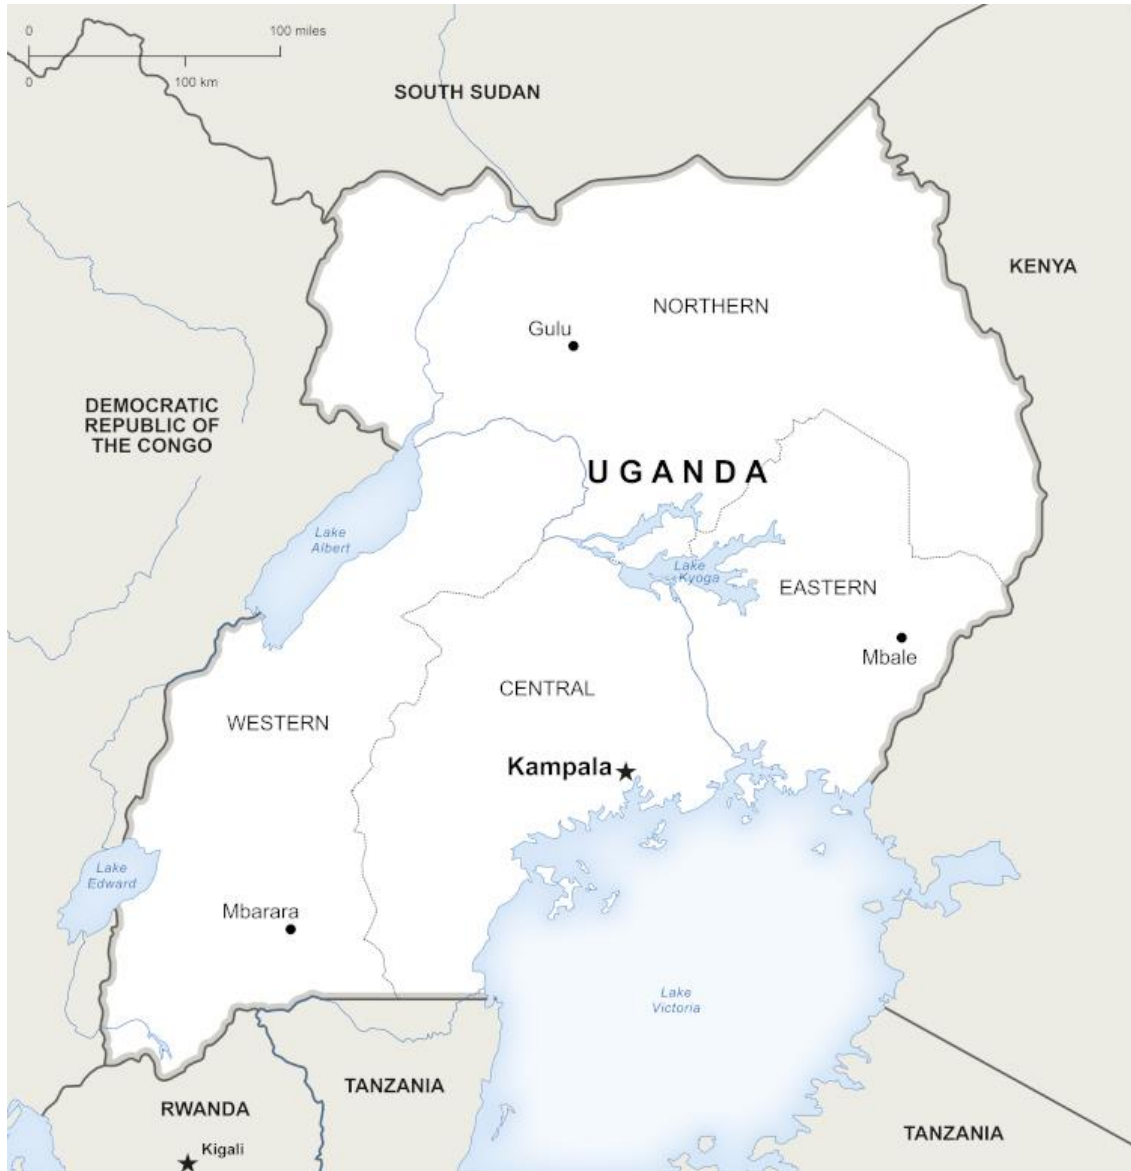 0
100 miles
0
100 km
SOUTH SUDAN
KENYA
NORTHERN
Gulu
DEMOCRATIC
REPUBLIC OF
THE CONGO
UGANDA
Lake
Albert
Lake
Kyoga
EASTERN
Mbale
CENTRAL
WESTERN
Kampala
Lake
Edward
Mbarara
Lake
Victoria
TANZANIA
RWANDA
TANZANIA
Kigali